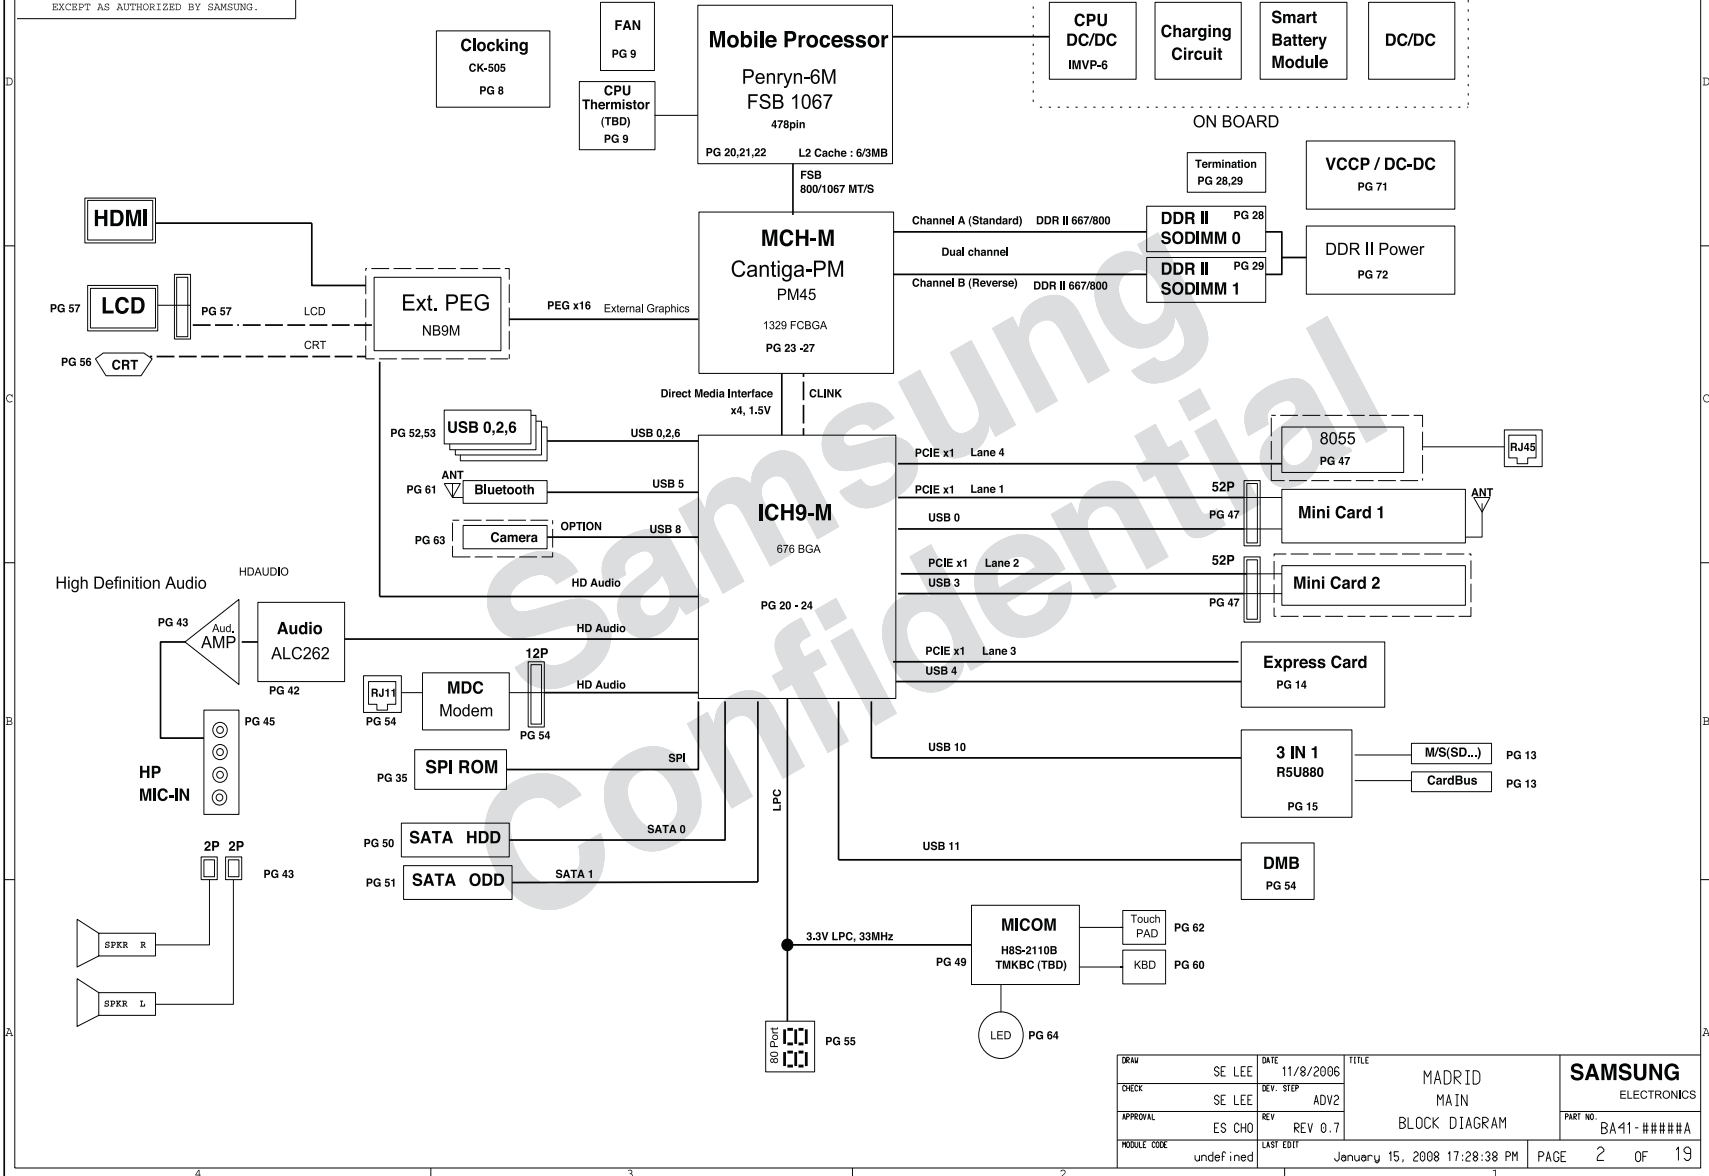 EXCEPT AS AUTHORIZED BY SAMSUNG.
Clocking
CK-505
PG 8
FAN
PG 9
CPU
Thermistor
(TBD)
PG 9
Mobile Processor
Penryn-6M
FSB 1067
478pin
PG 20,21,22 L2 Cache : 6/3MB
CPU
DC/DC
IMVP-6
Charging
Circuit
Smart
Battery
Module
DC/DC
ON BOARD
FSB
800/1067 MT/S
Termination
PG 28,29
VCCP / DC-DC
PG 71
HDMI
MCH-M
Cantiga-PM
PM45
1329 FCBGA
PG 23 -27
Channel A (Standard) DDR II 667/800
Dual channel
Channel B (Reverse) DDR II 667/800
DDR II PG 28
SODIMM 0
DDR II PG 29
SODIMM 1
DDR II Power
PG 72
PG 57
LCD
PG 57
LCD
CRT
PG 56
CRT
Ext. PEG
NB9M
PEG x16 External Graphics
Direct Media Interface
x4, 1.5V
CLINK
PG 52,53
USB 0,2,6
USB 0,2,6
ANT
PG 61
Bluetooth
USB 5
PG 63
Camera
OPTION
USB 8
ICH9-M
676 BGA
PG 20 - 24
PCIE x1 Lane 4
8055
PG 47
RJ45
PCIE x1 Lane 1
52P
PG 47
USB 0
Mini Card 1
ANT
PCIE x1 Lane 2
52P
USB 3
PG 47
Mini Card 2
High Definition Audio
HDAUDIO
HD Audio
PG 43
Aud.
AMP
Audio
ALC262
PG 42
HD Audio
12P
RJ11
PG 54
MDC
Modem
HD Audio
PG 54
PCIE x1 Lane 3
USB 4
Express Card
PG 14
PG 45
HP
MIC-IN
PG 35
SPI ROM
SPI
LPC
USB 10
3 IN 1
R5U880
PG 15
M/S(SD...)
PG 13
CardBus
PG 13
PG 50
SATA HDD
SATA 0
PG 51
SATA ODD
SATA 1
2P 2P
PG 43
USB 11
DMB
PG 54
SPKR R
SPKR L
3.3V LPC, 33MHz
PG 49
MICOM
H8S-2110B
TMKBC (TBD)
Touch
PAD
PG 62
KBD
PG 60
LED
PG 64
80 Port
PG 55
Samsung
Confidential
DRAW
SE LEE
DATE
11/8/2006
TITLE
MADRID
MAIN
BLOCK DIAGRAM
SAMSUNG
ELECTRONICS
CHECK
SE LEE
DEV. STEP
ADV2
APPROVAL
ES CHO
REV
REV 0.7
PART NO.
BA41-#####A
MODULE CODE
undefined
LAST EDIT
January 15, 2008 17:28:38 PM
PAGE 2 OF 19
D
D
C
C
B
B
A
A
4
3
2
1